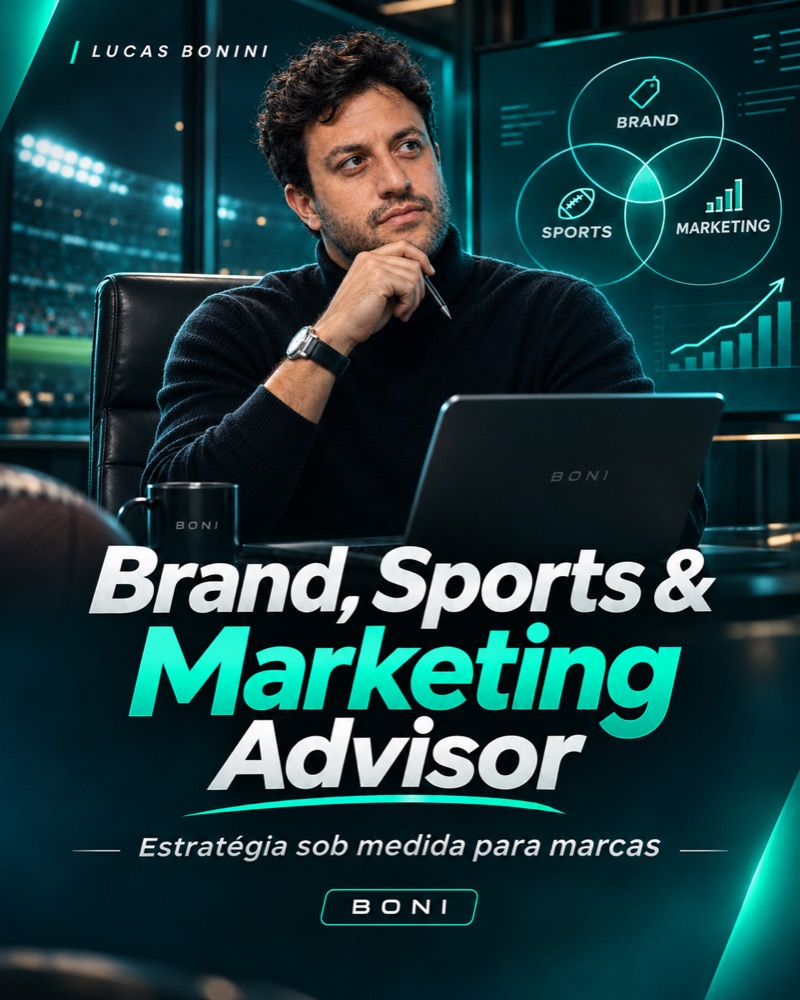 LUCAS BONINI
BRAND
SPORTS
MARKETING
BONI
BONI
Brand, Sports &
Marketing
Advisor
Estratégia sob medida para marcas
BONI